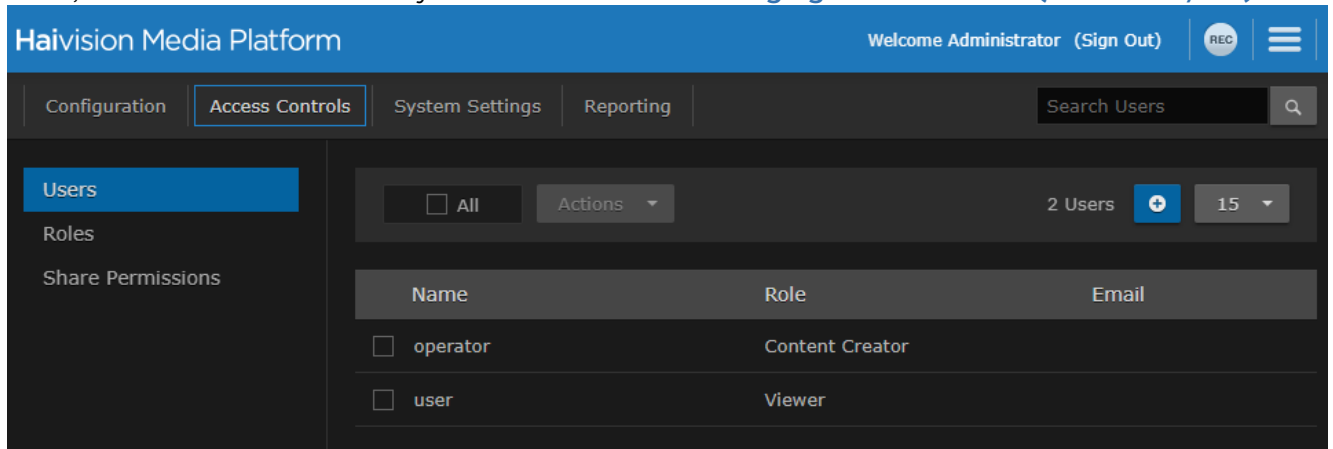 Haivision Media Platform
Welcome Administrator (Sign Out)
REC
Configuration
Access Controls
System Settings
Reporting
Search Users
Users
Roles
Share Permissions
All
Actions
2 Users
15
Name Role Email
operator Content Creator
user Viewer